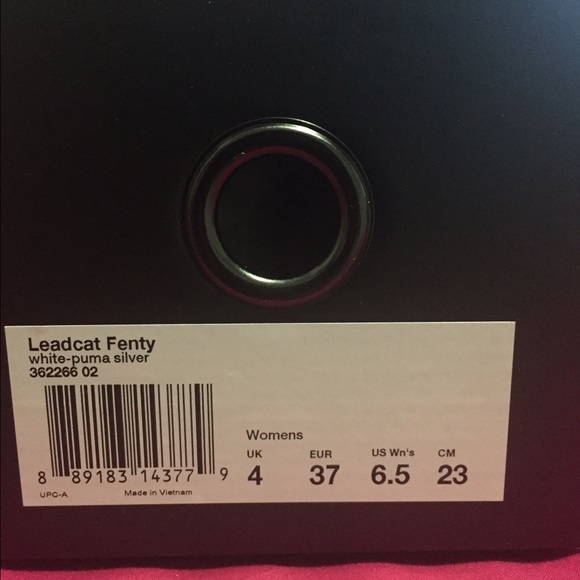 Leadcat Fenty
white-puma silver
362266 02
8 89183 14377 9
UPC-A Made in Vietnam
Womens
UK EUR US Wn's CM
4 37 6.5 23